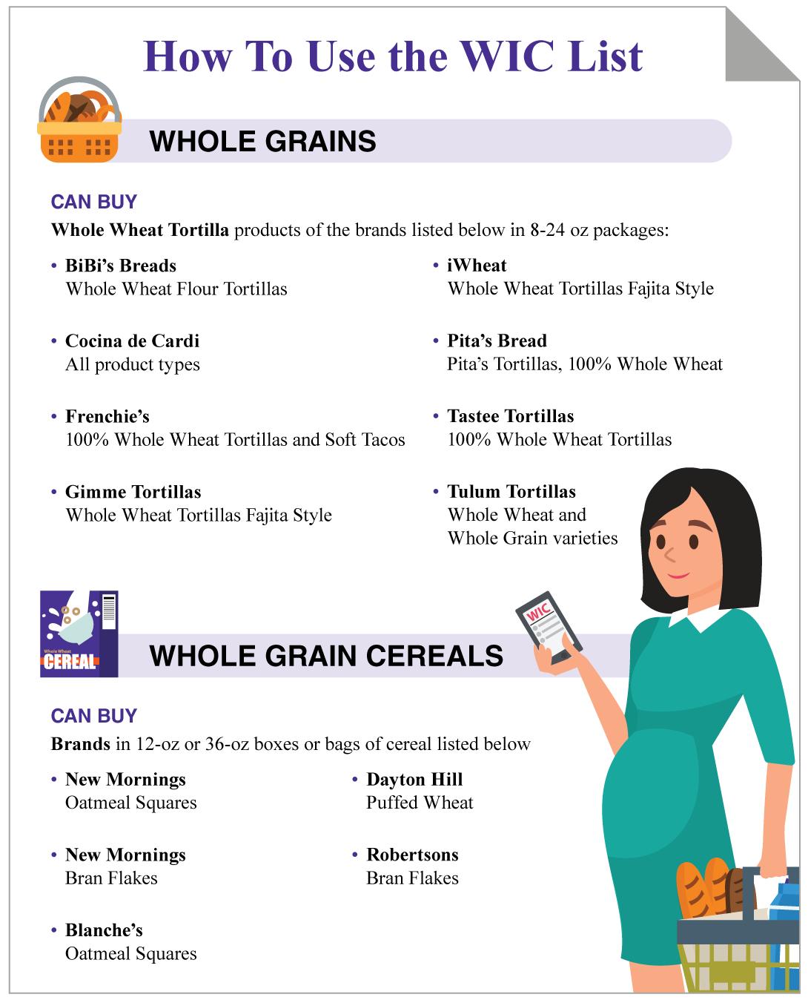 How To Use the WIC List
WHOLE GRAINS
CAN BUY
Whole Wheat Tortilla products of the brands listed below in 8-24 oz packages:
• BiBi’s Breads
Whole Wheat Flour Tortillas
• Cocina de Cardi
All product types
• Frenchie’s
100% Whole Wheat Tortillas and Soft Tacos
• Gimme Tortillas
Whole Wheat Tortillas Fajita Style
• iWheat
Whole Wheat Tortillas Fajita Style
• Pita’s Bread
Pita’s Tortillas, 100% Whole Wheat
• Tastee Tortillas
100% Whole Wheat Tortillas
• Tulum Tortillas
Whole Wheat and
Whole Grain varieties
WIC
Whole Wheat
CEREAL
WHOLE GRAIN CEREALS
CAN BUY
Brands in 12-oz or 36-oz boxes or bags of cereal listed below
• New Mornings
Oatmeal Squares
• New Mornings
Bran Flakes
• Blanche’s
Oatmeal Squares
• Dayton Hill
Puffed Wheat
• Robertsons
Bran Flakes